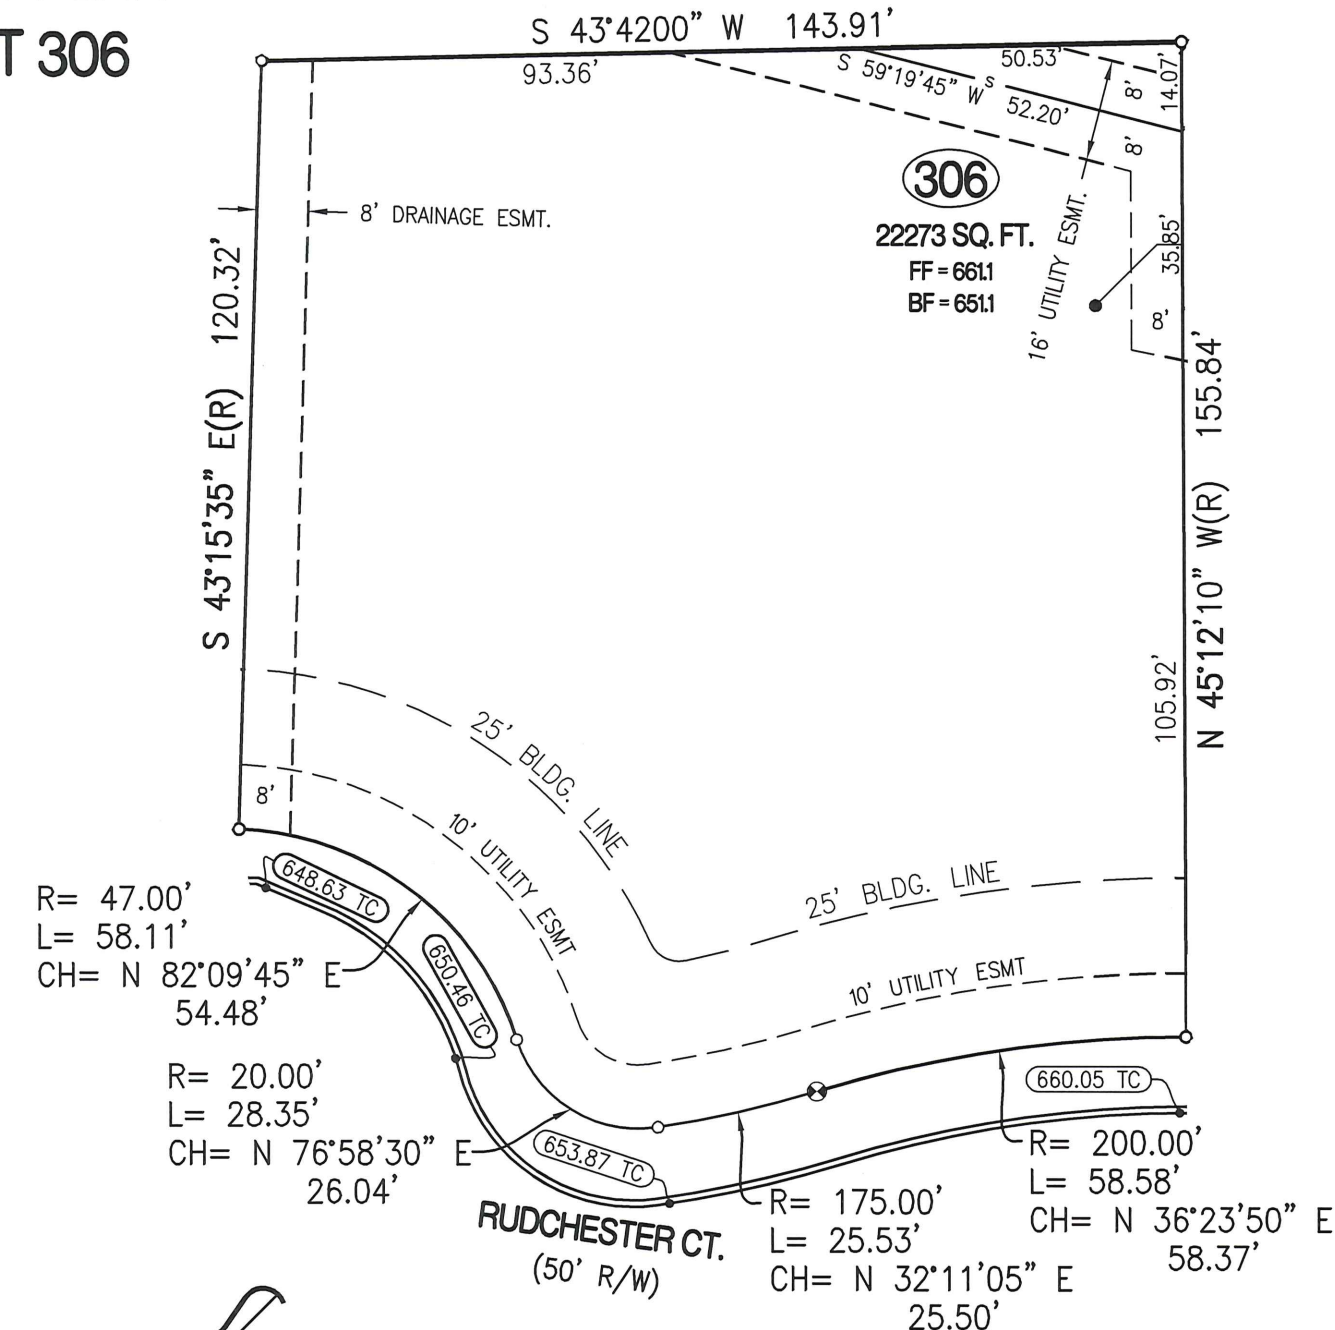 T 306
S 43°4200” W 143.91’
93.36’
50.53’
S 59°19’45” W 52.20’
S
8’
14.07’
8’
306
22273 SQ. FT.
FF = 661.1
BF = 651.1
16’ UTILITY ESMT.
35.85’
8’
8’ DRAINAGE ESMT.
S 43°15’35” E(R) 120.32’
N 45°12’10” W(R) 155.84’
105.92’
25’ BLDG. LINE
25’ BLDG. LINE
8’
10’ UTILITY ESMT
10’ UTILITY ESMT
648.63 TC
650.46 TC
653.87 TC
660.05 TC
R= 47.00’
L= 58.11’
CH= N 82°09’45” E
54.48’
R= 20.00’
L= 28.35’
CH= N 76°58’30” E
26.04’
RUDCHESTER CT.
(50’ R/W)
R= 175.00’
L= 25.53’
CH= N 32°11’05” E
25.50’
R= 200.00’
L= 58.58’
CH= N 36°23’50” E
58.37’